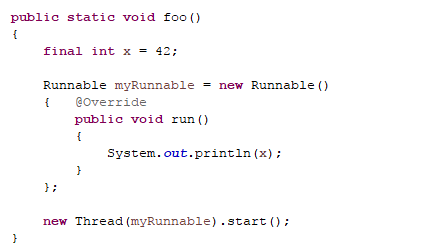 public static void foo()
{
    final int x = 42;
    Runnable myRunnable = new Runnable()
    {   @Override
        public void run()
        {
            System.out.println(x);
        }
    };
    new Thread(myRunnable).start();
}